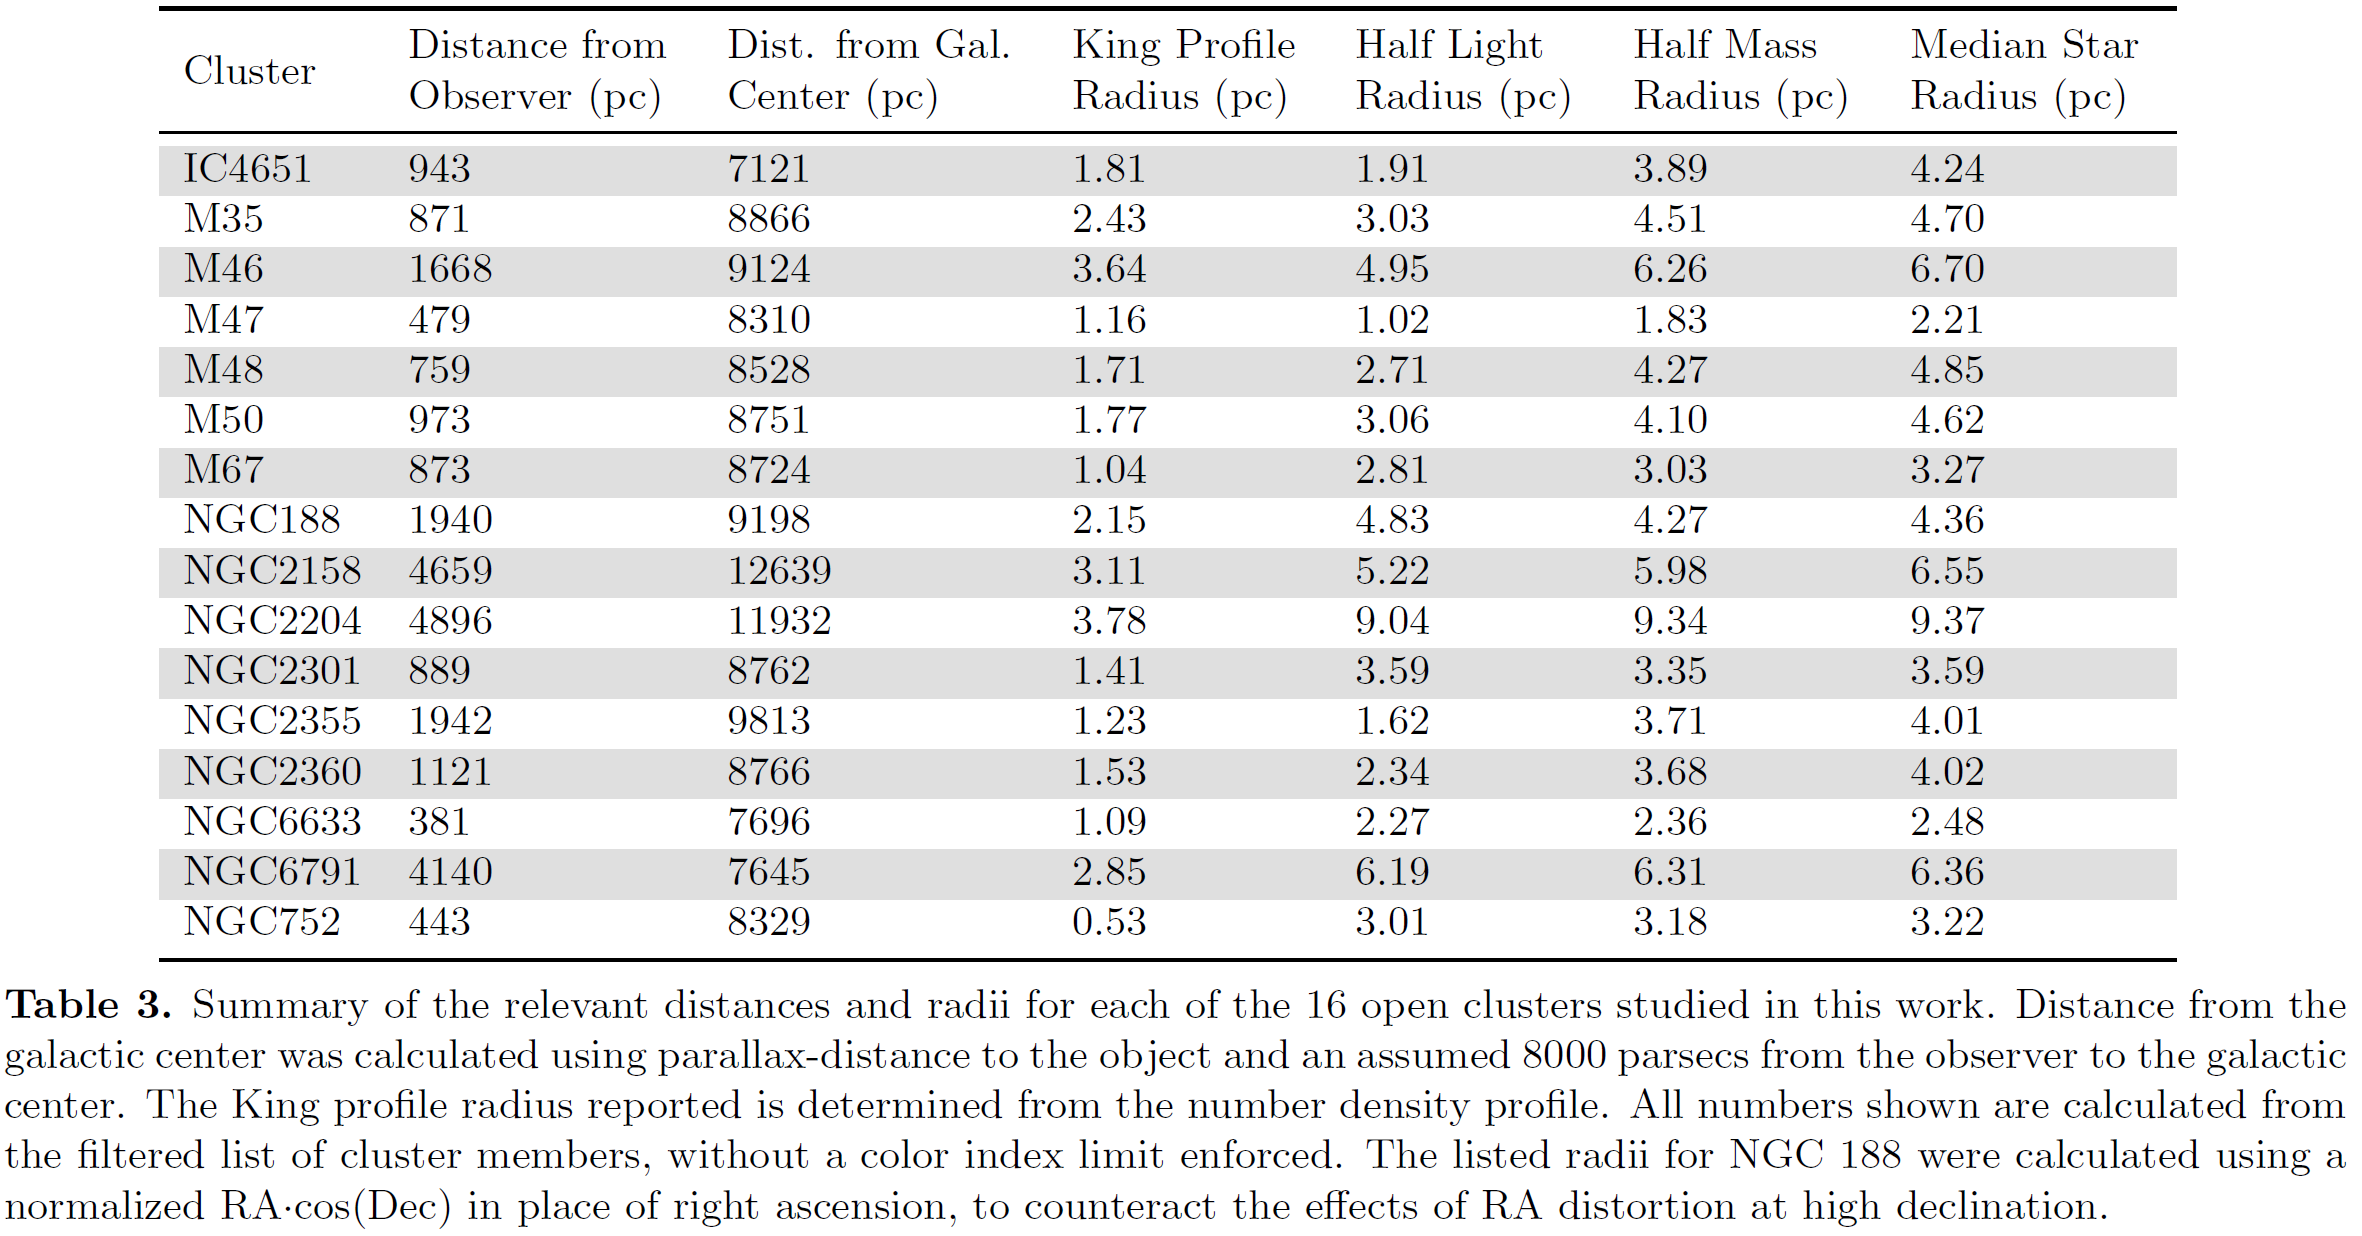 Cluster | Distance from Observer (pc) | Dist. from Gal. Center (pc) | King Profile Radius (pc) | Half Light Radius (pc) | Half Mass Radius (pc) | Median Star Radius (pc)
IC4651 943 7121 1.81 1.91 3.89 4.24
M35 871 8866 2.43 3.03 4.51 4.70
M46 1668 9124 3.64 4.95 6.26 6.70
M47 479 8310 1.16 1.02 1.83 2.21
M48 759 8528 1.71 2.71 4.27 4.85
M50 973 8751 1.77 3.06 4.10 4.62
M67 873 8724 1.04 2.81 3.03 3.27
NGC188 1940 9198 2.15 4.83 4.27 4.36
NGC2158 4659 12639 3.11 5.22 5.98 6.55
NGC2204 4896 11932 3.78 9.04 9.34 9.37
NGC2301 889 8762 1.41 3.59 3.35 3.59
NGC2355 1942 9813 1.23 1.62 3.71 4.01
NGC2360 1121 8766 1.53 2.34 3.68 4.02
NGC6633 381 7696 1.09 2.27 2.36 2.48
NGC6791 4140 7645 2.85 6.19 6.31 6.36
NGC752 443 8329 0.53 3.01 3.18 3.22
Table 3. Summary of the relevant distances and radii for each of the 16 open clusters studied in this work. Distance from the
galactic center was calculated using parallax-distance to the object and an assumed 8000 parsecs from the observer to the galactic
center. The King profile radius reported is determined from the number density profile. All numbers shown are calculated from
the filtered list of cluster members, without a color index limit enforced. The listed radii for NGC 188 were calculated using a
normalized RA·cos(Dec) in place of right ascension, to counteract the effects of RA distortion at high declination.